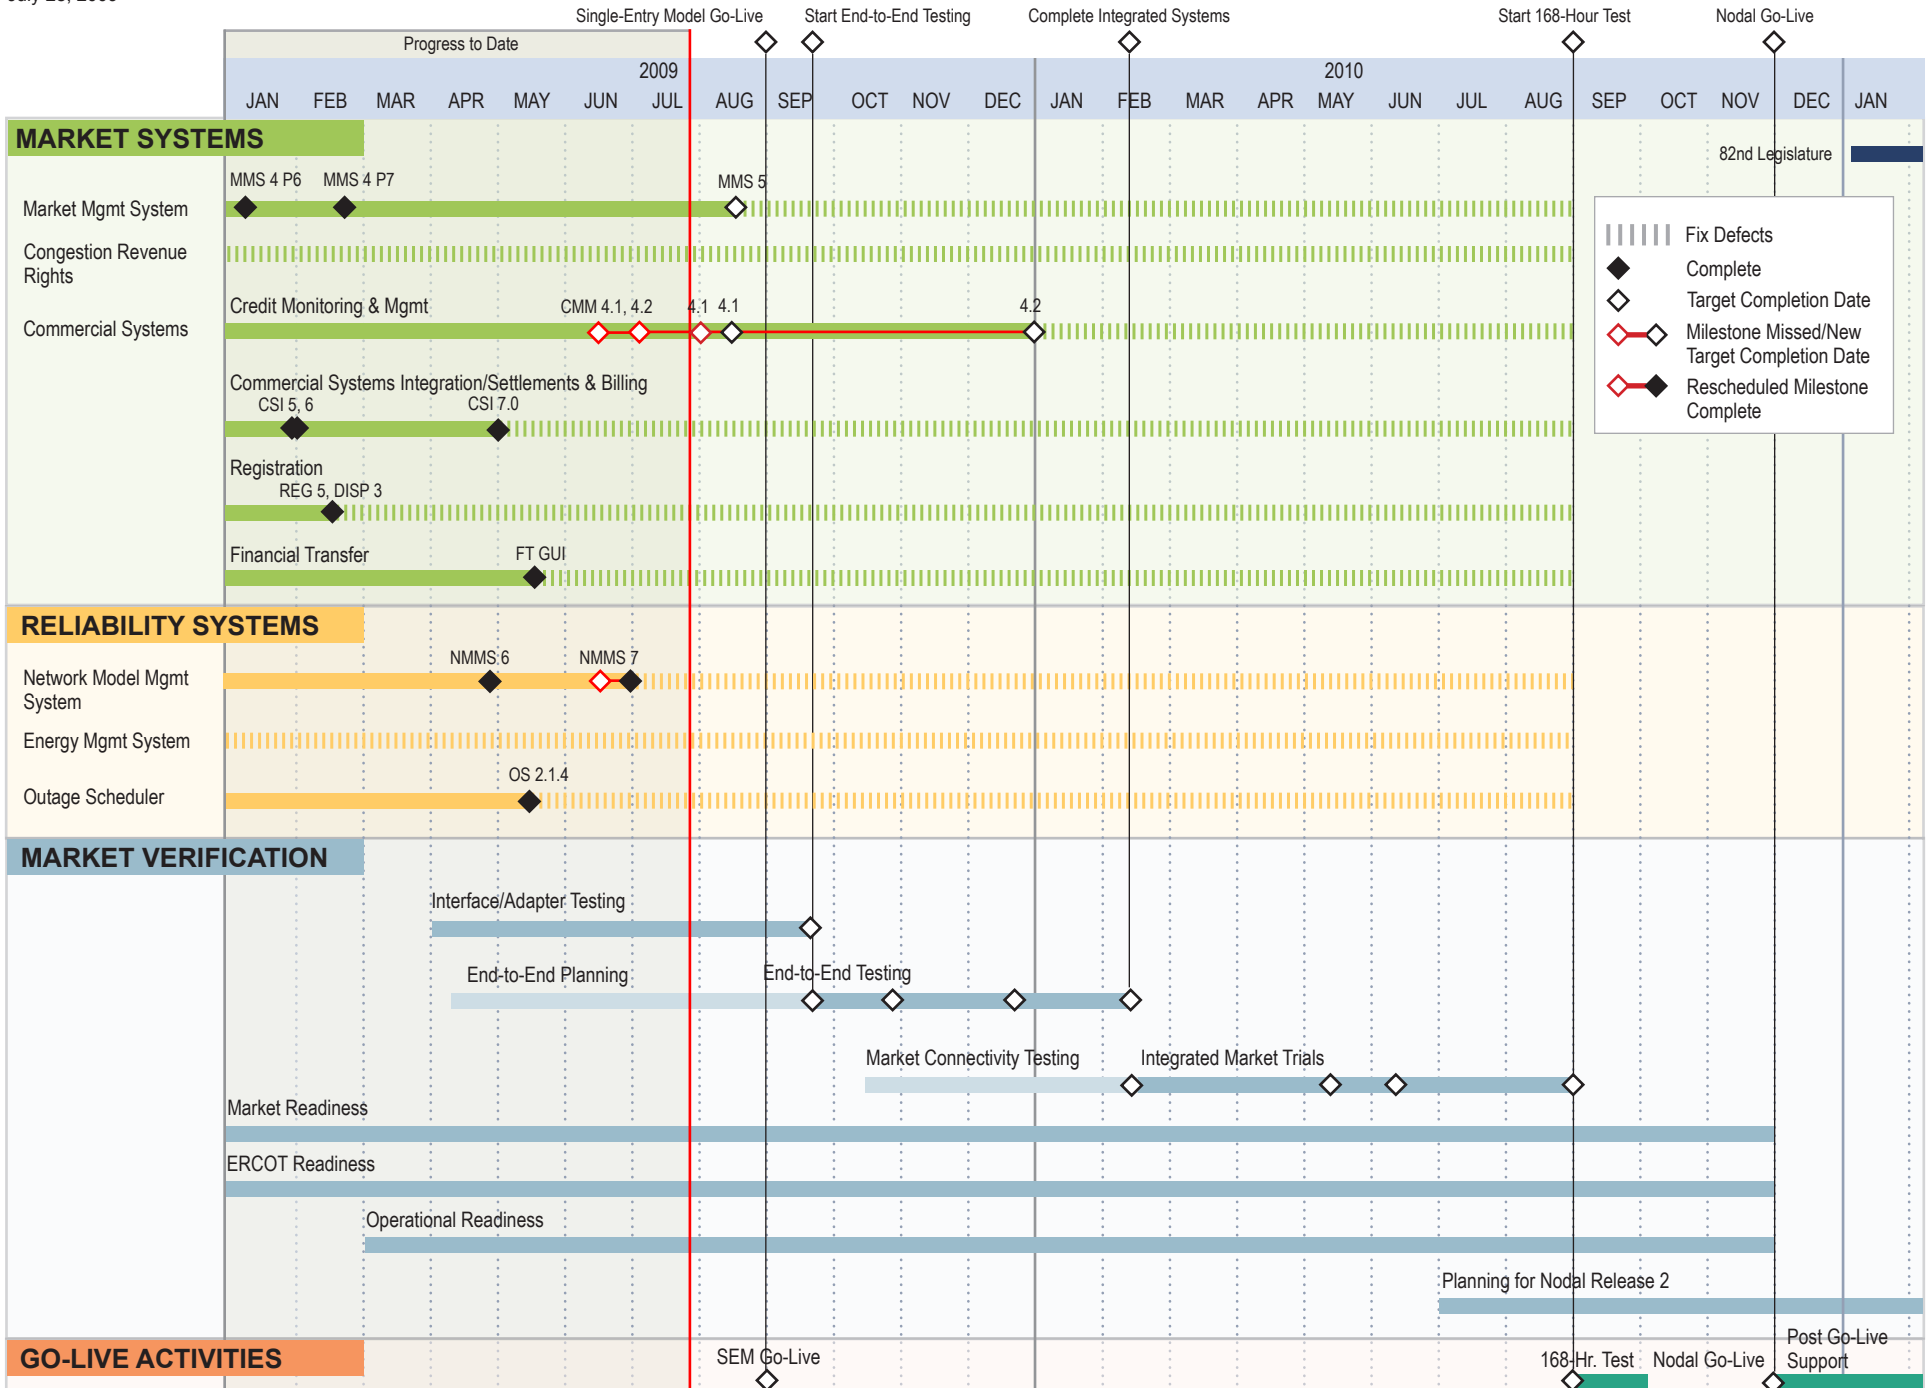 Single-Entry Model Go-Live
Start End-to-End Testing
Complete Integrated Systems
Start 168-Hour Test
Nodal Go-Live
Progress to Date
2009
2010
JAN FEB MAR APR MAY JUN JUL AUG SEP OCT NOV DEC JAN FEB MAR APR MAY JUN JUL AUG SEP OCT NOV DEC JAN
MARKET SYSTEMS
82nd Legislature
MMS 4 P6
MMS 4 P7
MMS 5
Market Mgmt System
Congestion Revenue
Rights
Credit Monitoring & Mgmt
CMM 4.1, 4.2
4.1
4.1
4.2
Commercial Systems
Commercial Systems Integration/Settlements & Billing
CSI 5, 6
CSI 7.0
Registration
REG 5, DISP 3
Financial Transfer
FT GUI
Fix Defects
Complete
Target Completion Date
Milestone Missed/New
Target Completion Date
Rescheduled Milestone
Complete
RELIABILITY SYSTEMS
NMMS 6
NMMS 7
Network Model Mgmt
System
Energy Mgmt System
OS 2.1.4
Outage Scheduler
MARKET VERIFICATION
Interface/Adapter Testing
End-to-End Planning
End-to-End Testing
Market Connectivity Testing
Integrated Market Trials
Market Readiness
ERCOT Readiness
Operational Readiness
Planning for Nodal Release 2
GO-LIVE ACTIVITIES
SEM Go-Live
168-Hr. Test
Nodal Go-Live
Post Go-Live
Support